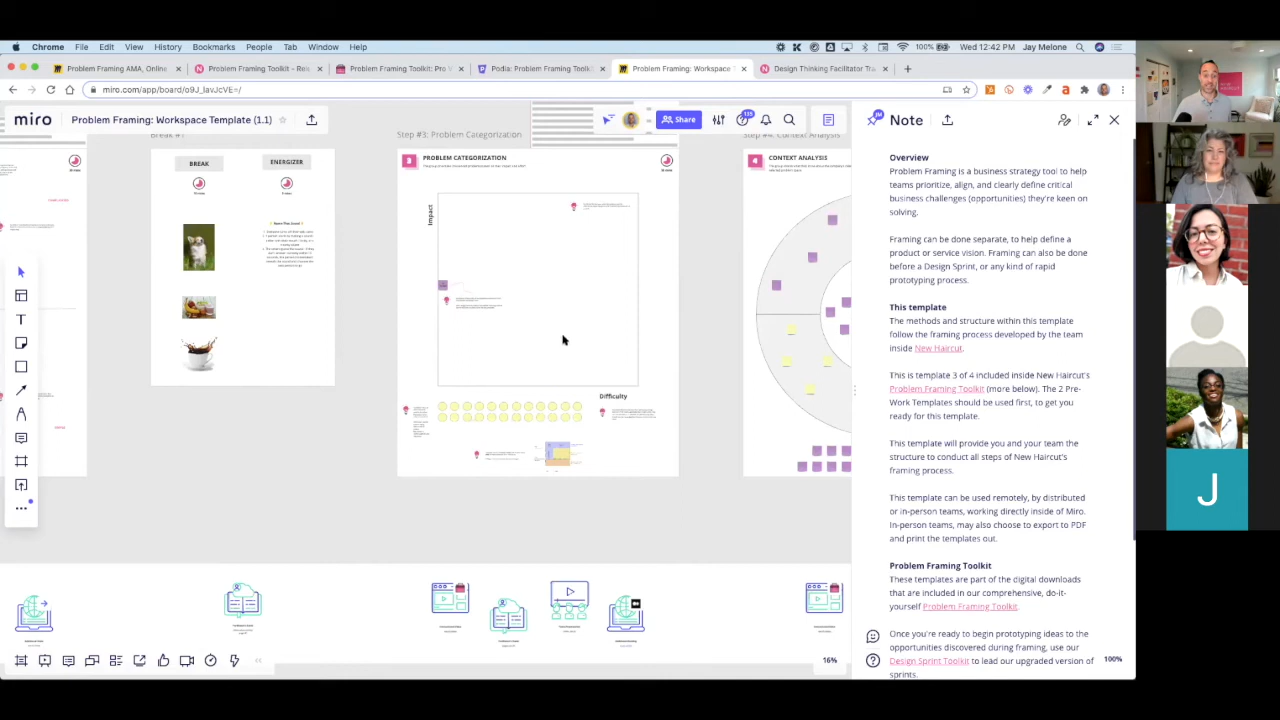 Chrome File Edit View History Bookmarks People Tab Window Help
100% Wed 12:42 PM Jay Melone
Problem Framing AMA, Online
Problem Framing Toolkit - Rel
Problem Framing Toolkit: Pre V
Podia: Problem Framing Toolkit
Problem Framing: Workspace T
Design Thinking Facilitator Tra
miro.com/app/board/o9J_lavJcVE=/
miro Problem Framing: Workspace Template (1.1)
Share
Break #1
BREAK
ENERGIZER
Step #3: Problem Categorization
3 PROBLEM CATEGORIZATION
Impact
Difficulty
Step #4: Context Analysis
4 CONTEXT ANALYSIS
16%
Note
Overview
Problem Framing is a business strategy tool to help
teams prioritize, align, and clearly define critical
business challenges (opportunities) they're keen on
solving.
Framing can be done separate, to help define a
product or service vision. Framing can also be done
before a Design Sprint, or any kind of rapid
prototyping process.
This template
The methods and structure within this template
follow the framing process developed by the team
inside New Haircut.
This is template 3 of 4 included inside New Haircut's
Problem Framing Toolkit (more below). The 2 Pre-
Work Templates should be used first, to get you
ready for this template.
This template will provide you and your team the
structure to conduct all steps of New Haircut's
framing process.
This template can be used remotely, by distributed
or in-person teams, working directly inside of Miro.
In-person teams, may also choose to export to PDF
and print the templates out.
Problem Framing Toolkit
These templates are part of the digital downloads
that are included in our comprehensive, do-it-
yourself Problem Framing Toolkit.
Once you're ready to begin prototyping ideas to the
opportunities discovered during framing, use our
Design Sprint Toolkit to lead our upgraded version of
sprints.
100%
J